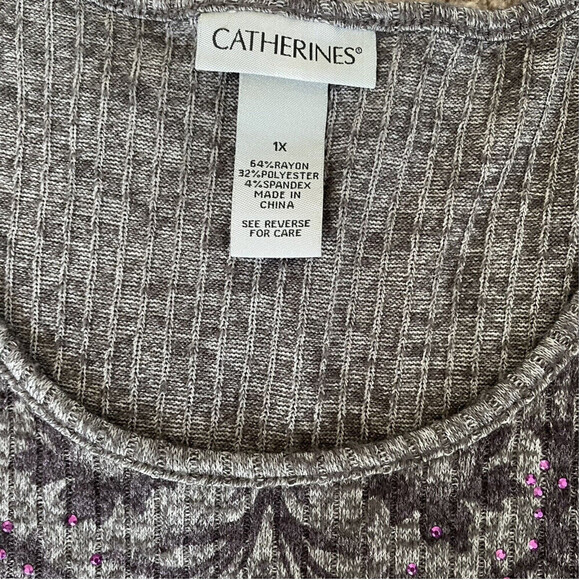 CATHERINES®
1X
64%RAYON
32%POLYESTER
4%SPANDEX
MADE IN
CHINA
SEE REVERSE
FOR CARE